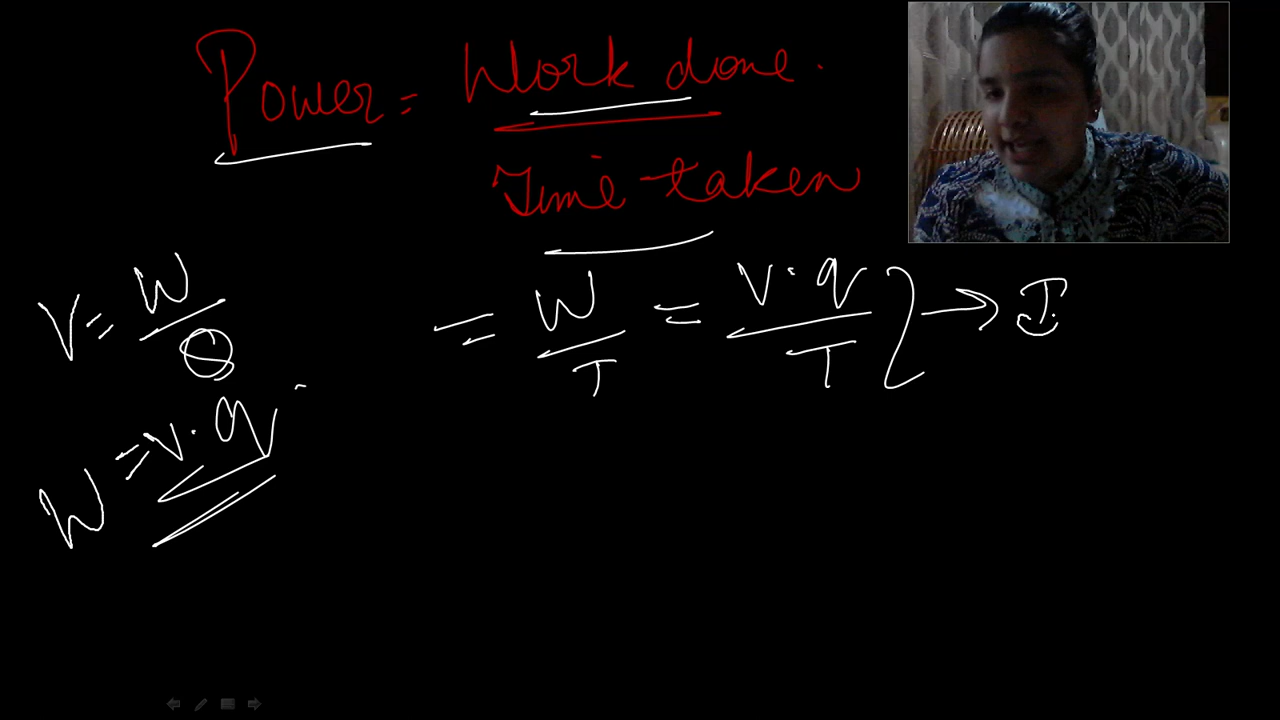 Power = Work done.
Time taken
V = W / Q
= W / T = V·q / T } → I
W = V·q